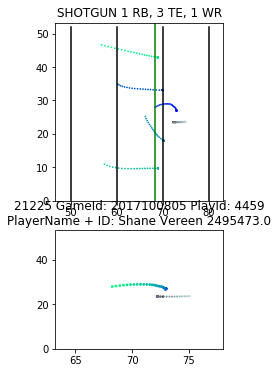 SHOTGUN 1 RB, 3 TE, 1 WR
50
40
30
20
10
0
50 60 70 80
21225 GameId: 2017100805 PlayId: 4459
PlayerName + ID: Shane Vereen 2495473.0
40
20
0
65 70 75